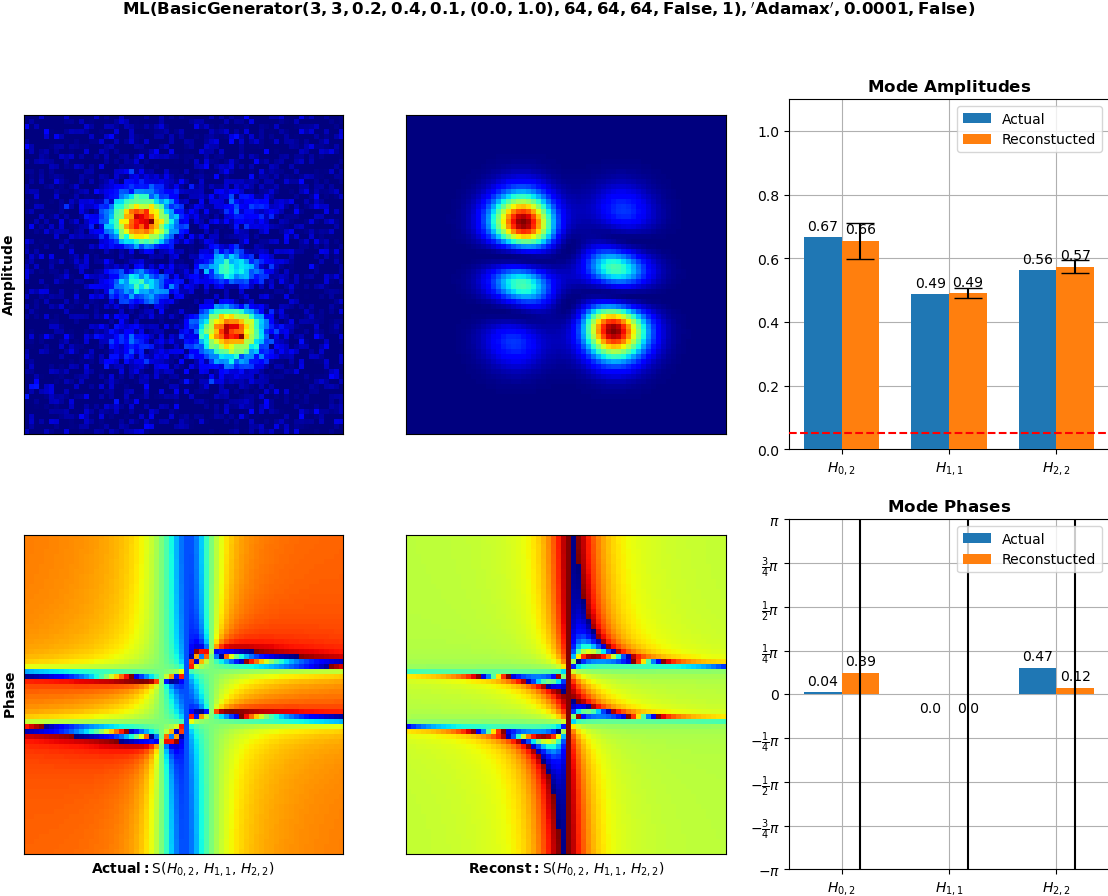 ML(BasicGenerator(3, 3, 0.2, 0.4, 0.1, (0.0, 1.0), 64, 64, 64, False, 1), ′Adamax′, 0.0001, False)
Amplitude
Mode Amplitudes
Actual
Reconstucted
1.0
0.8
0.6
0.4
0.2
0.0
0.67
0.66
0.49
0.49
0.56
0.57
H0, 2
H1, 1
H2, 2
Phase
Actual: S(H0, 2, H1, 1, H2, 2)
Reconst: S(H0, 2, H1, 1, H2, 2)
Mode Phases
Actual
Reconstucted
π
3/4π
1/2π
1/4π
0
−1/4π
−1/2π
−3/4π
−π
0.04
0.39
0.0
0.0
0.47
0.12
H0, 2
H1, 1
H2, 2